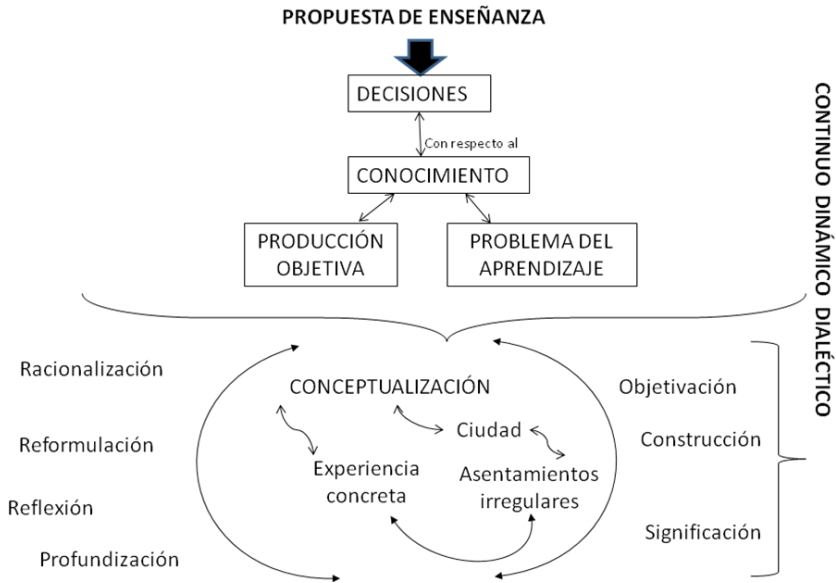 PROPUESTA DE ENSEÑANZA
DECISIONES
Con respecto al
CONOCIMIENTO
PRODUCCIÓN
OBJETIVA
PROBLEMA DEL
APRENDIZAJE
CONTINUO DINÁMICO DIALÉCTICO
Racionalización
Reformulación
Reflexión
Profundización
CONCEPTUALIZACIÓN
Ciudad
Experiencia
concreta
Asentamientos
irregulares
Objetivación
Construcción
Significación